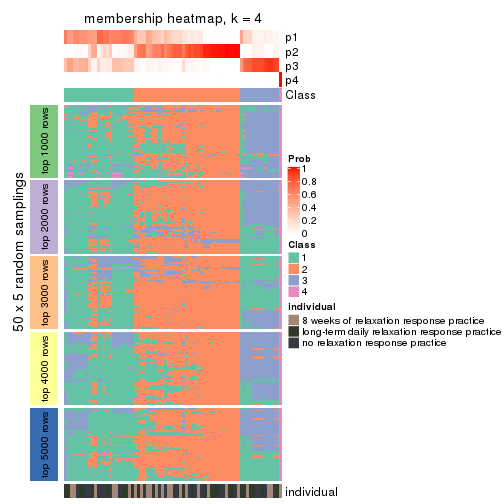 membership heatmap, k = 4
p1
p2
p3
p4
Class
50 x 5 random samplings
top 1000 rows
top 2000 rows
top 3000 rows
top 4000 rows
top 5000 rows
Prob
1
0.8
0.6
0.4
0.2
0
Class
1
2
3
4
individual
8 weeks of relaxation response practice
long-term daily relaxation response practice
no relaxation response practice
individual